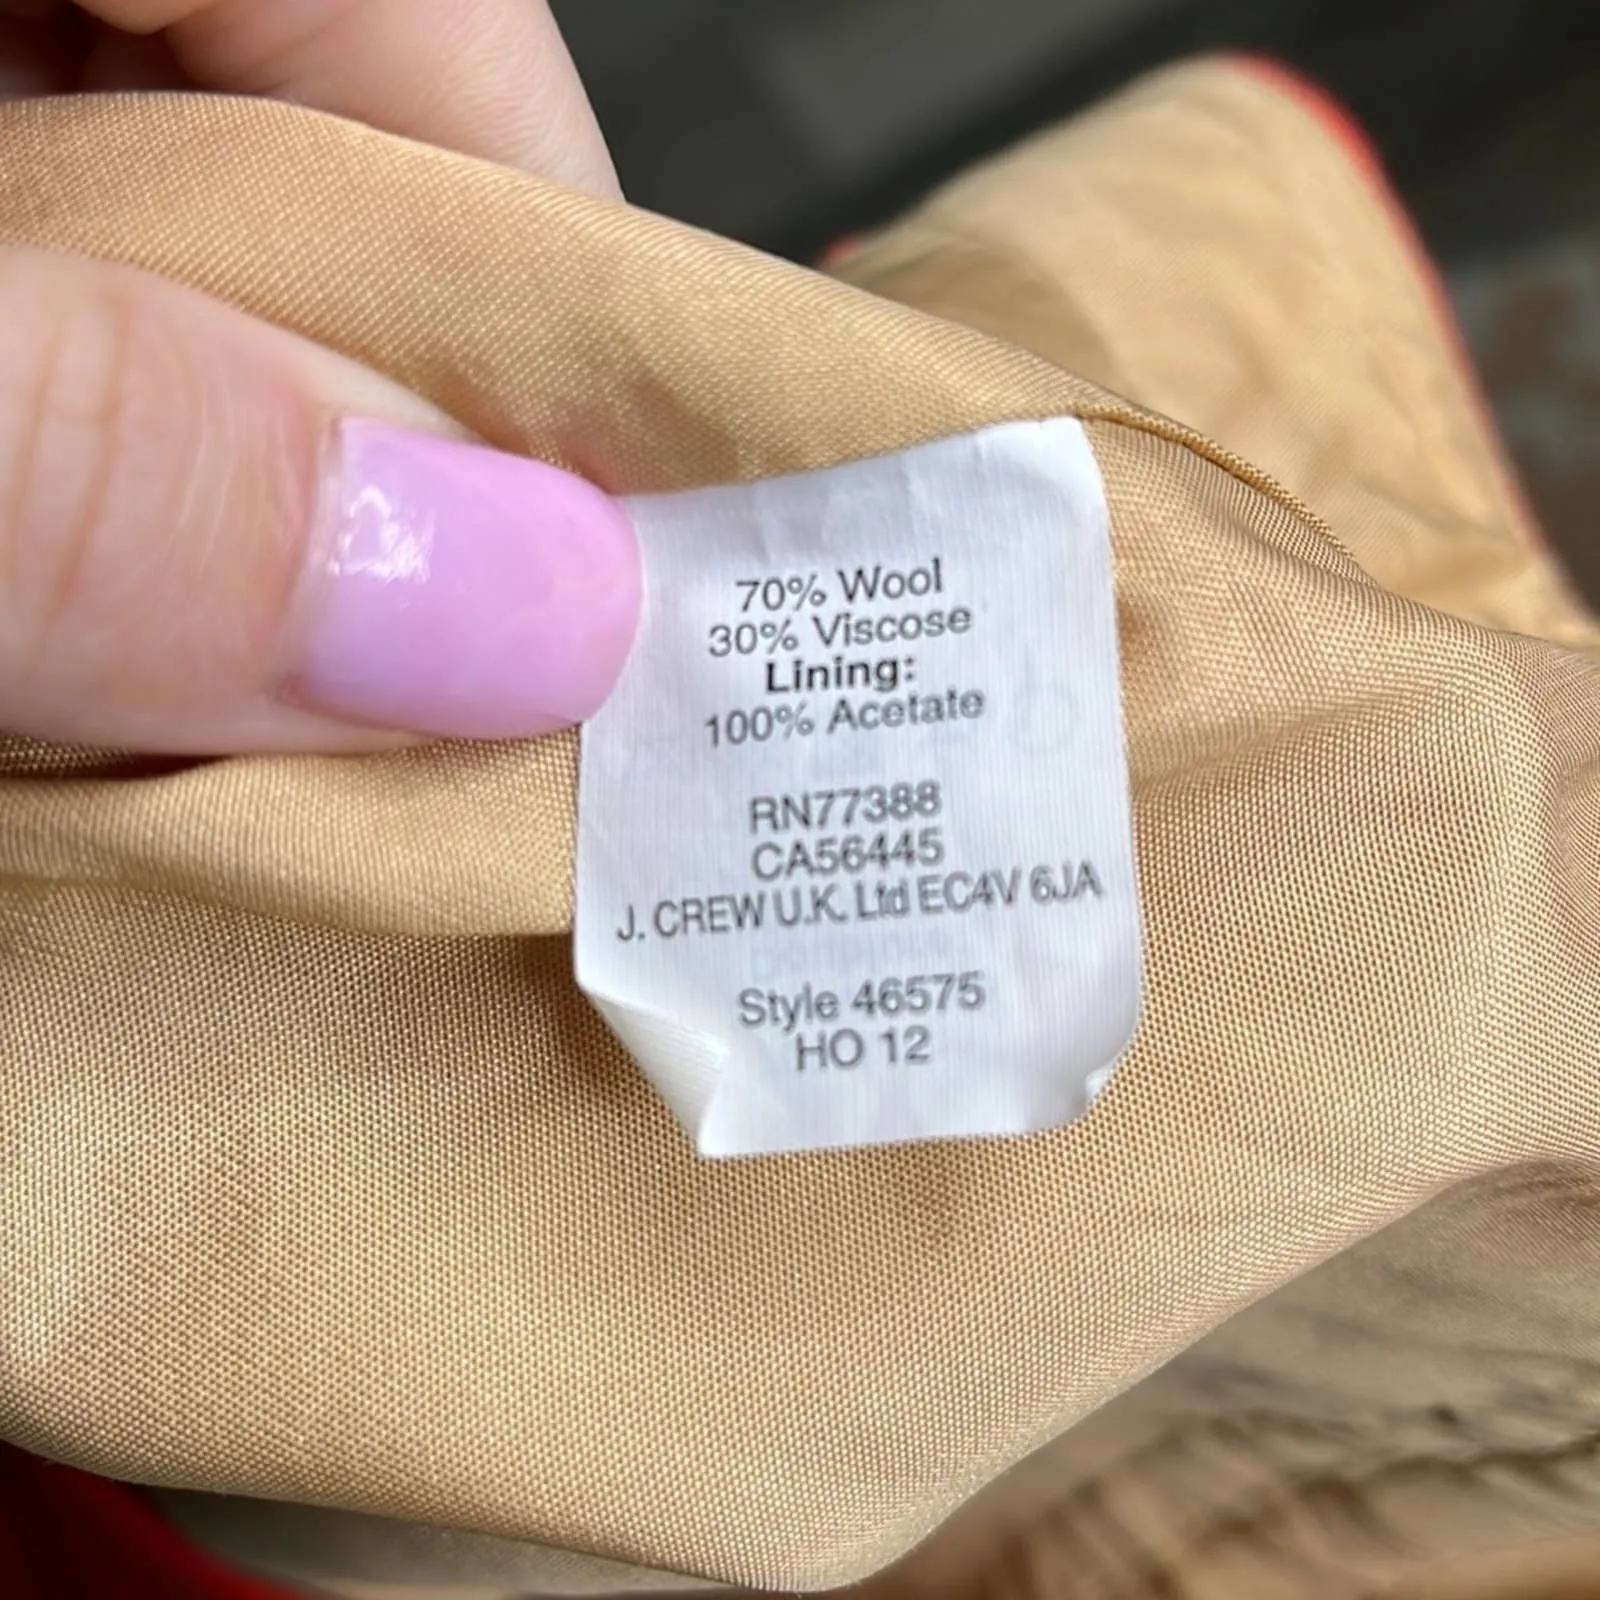 70% Wool
30% Viscose
Lining:
100% Acetate
RN77388
CA56445
J. CREW U.K. Ltd EC4V 6JA
Style 46575
HO 12